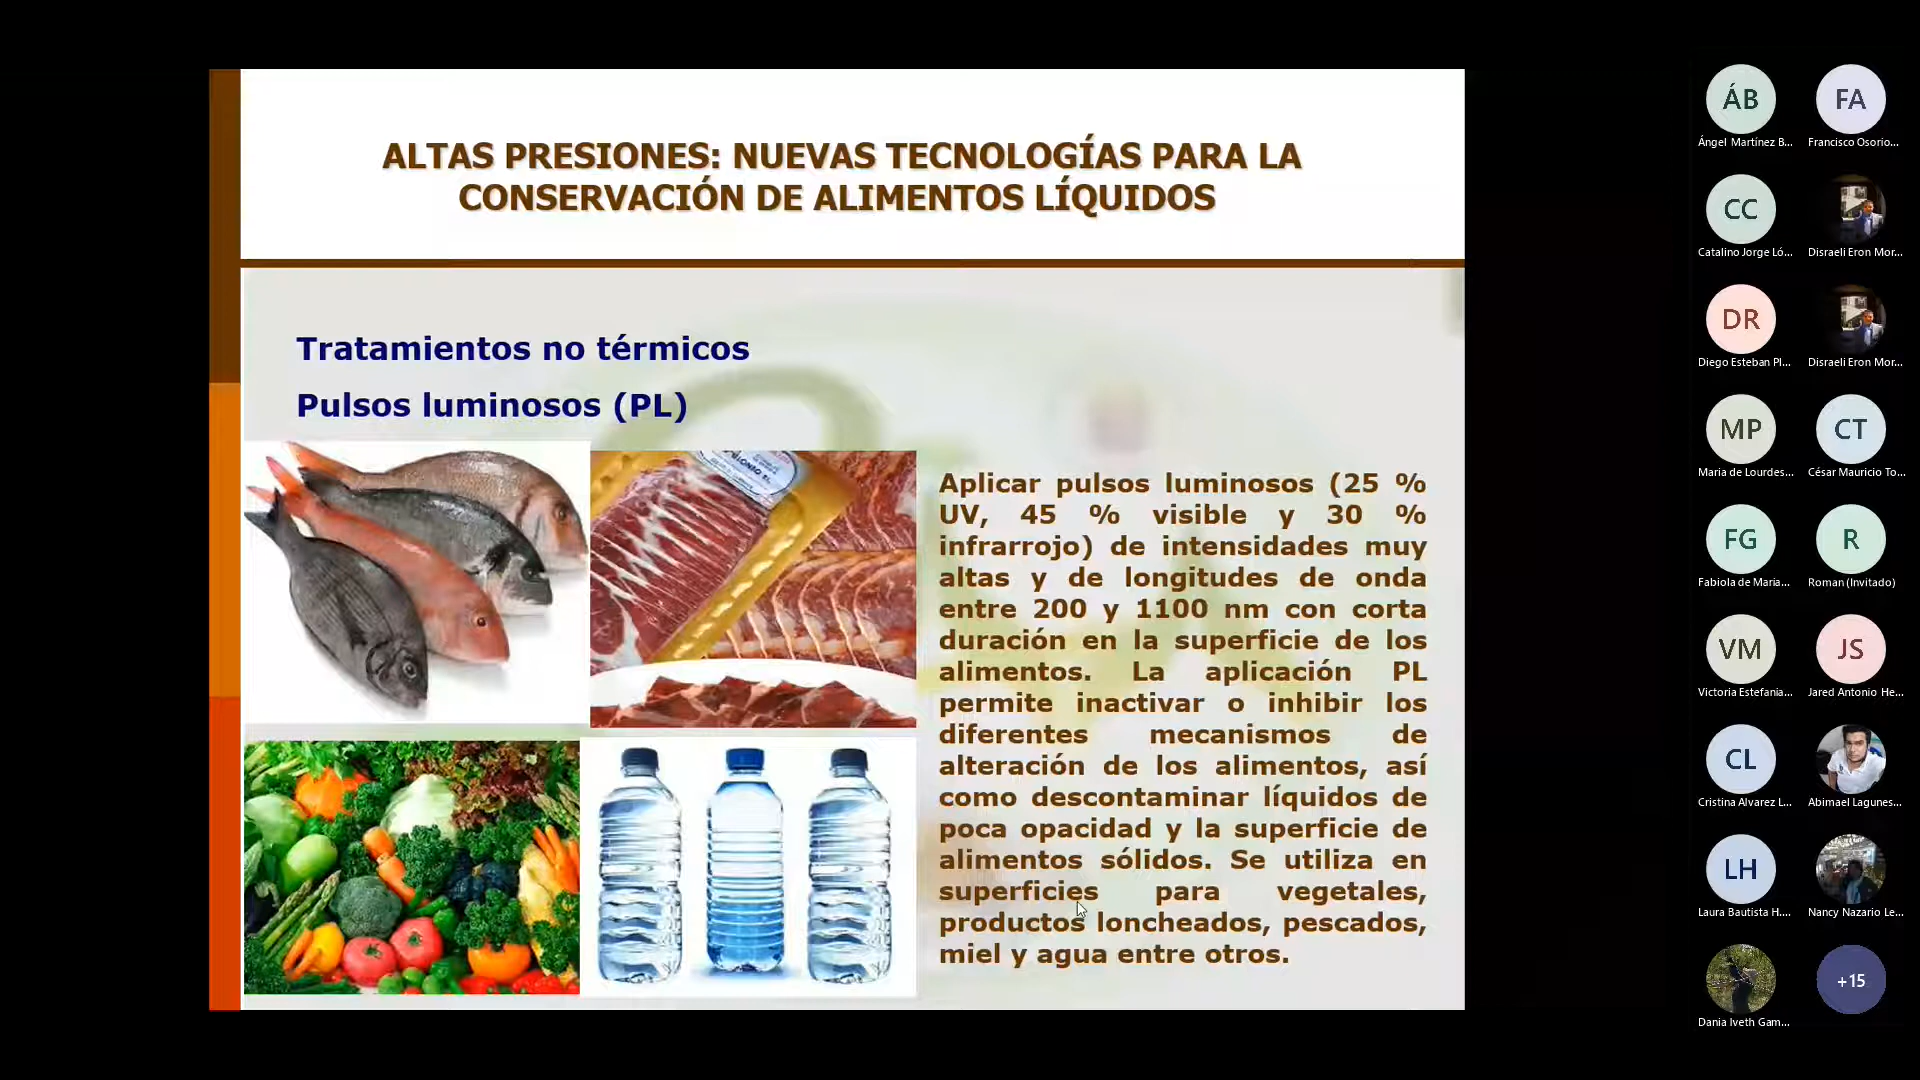 ALTAS PRESIONES: NUEVAS TECNOLOGÍAS PARA LA
CONSERVACIÓN DE ALIMENTOS LÍQUIDOS
Tratamientos no térmicos
Pulsos luminosos (PL)
Aplicar pulsos luminosos (25 %
UV, 45 % visible y 30 %
infrarrojo) de intensidades muy
altas y de longitudes de onda
entre 200 y 1100 nm con corta
duración en la superficie de los
alimentos. La aplicación PL
permite inactivar o inhibir los
diferentes mecanismos de
alteración de los alimentos, así
como descontaminar líquidos de
poca opacidad y la superficie de
alimentos sólidos. Se utiliza en
superficies para vegetales,
productos loncheados, pescados,
miel y agua entre otros.
ÁB
FA
Ángel Martínez B...
Francisco Osorio...
CC
Catalino Jorge Ló...
Disraeli Eron Mor...
DR
Diego Esteban Pl...
Disraeli Eron Mor...
MP
CT
Maria de Lourdes...
César Mauricio To...
FG
R
Fabiola de Maria...
Roman (Invitado)
VM
JS
Victoria Estefania...
Jared Antonio He...
CL
Cristina Alvarez L...
Abimael Lagunes...
LH
Laura Bautista H....
Nancy Nazario Le...
+15
Dania Iveth Gam...